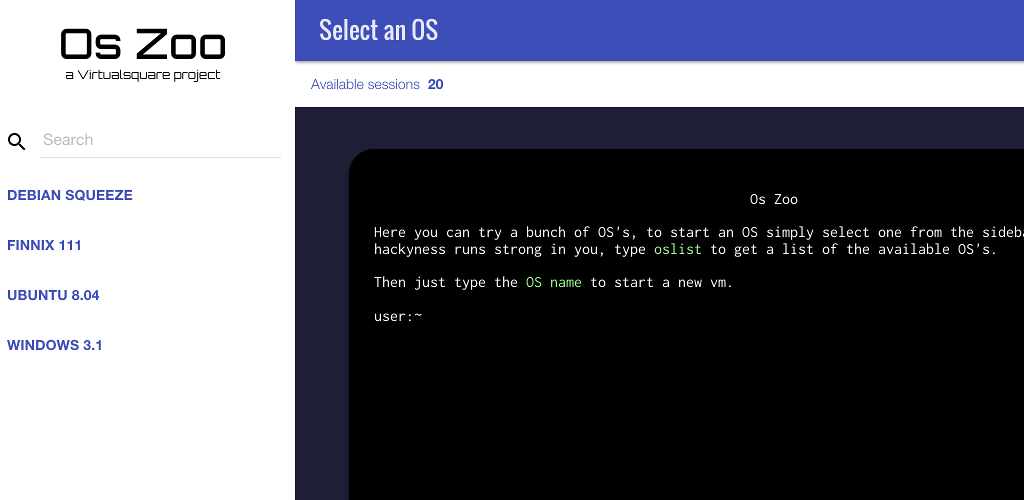 Os Zoo
a Virtualsquare project
Search
DEBIAN SQUEEZE
FINNIX 111
UBUNTU 8.04
WINDOWS 3.1
Select an OS
Available sessions 20
Os Zoo
Here you can try a bunch of OS's, to start an OS simply select one from the
hackyness runs strong in you, type oslist to get a list of the available OS's.
Then just type the OS name to start a new vm.
user:~